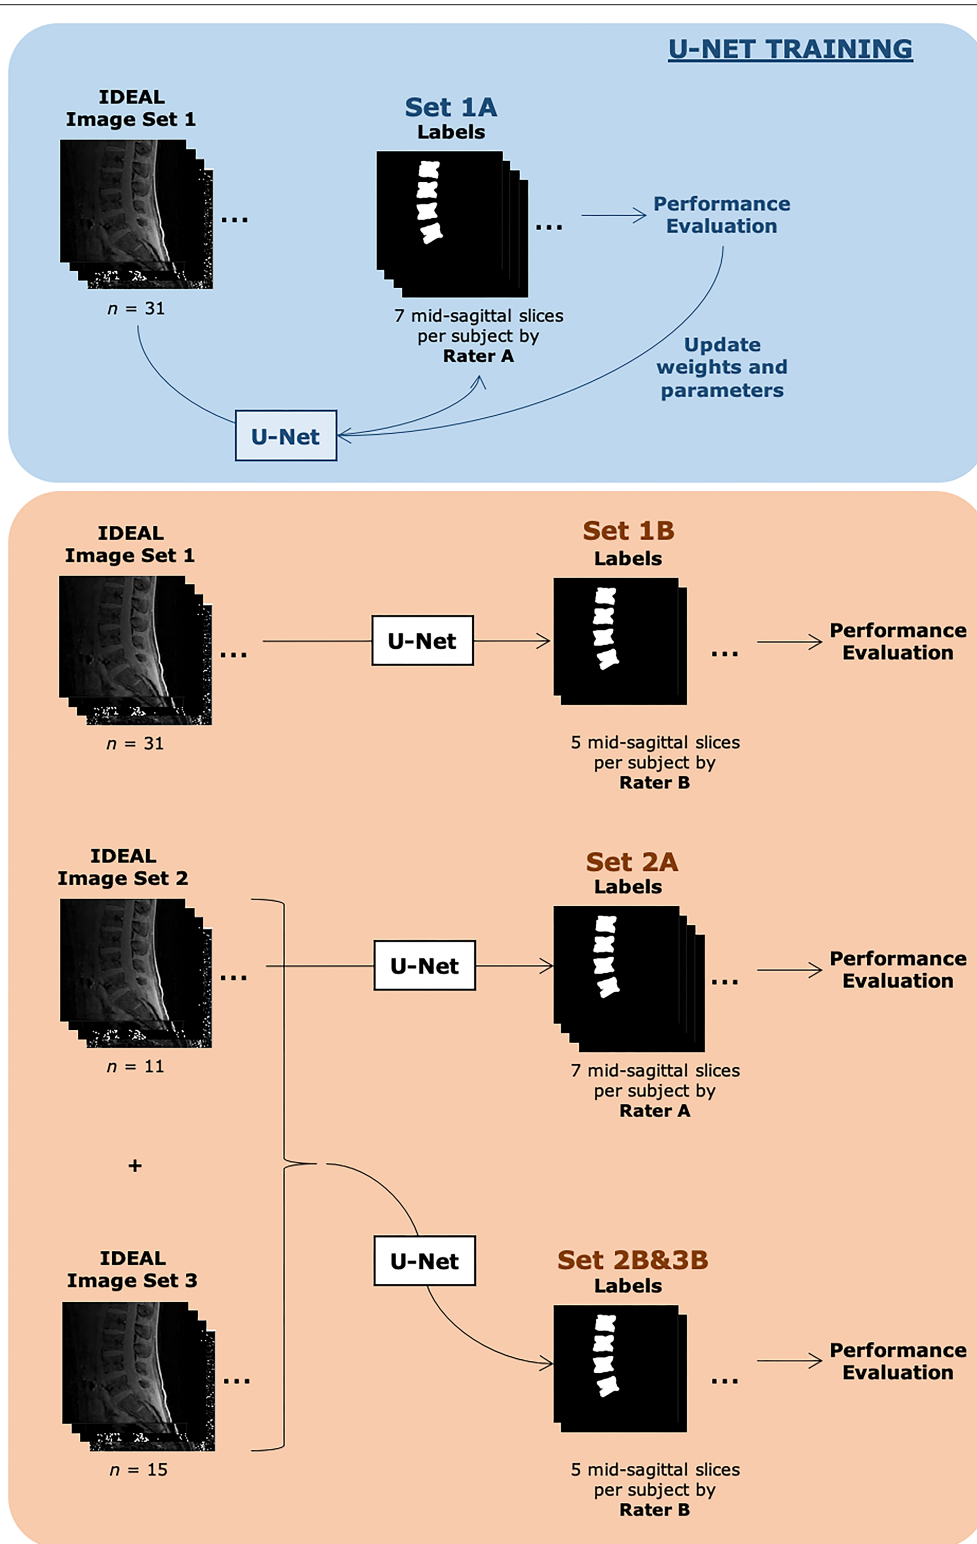 U-NET TRAINING
IDEAL
Image Set 1
...
n = 31
Set 1A
Labels
...
7 mid-sagittal slices
per subject by
Rater A
Performance
Evaluation
Update
weights and
parameters
U-Net
IDEAL
Image Set 1
...
n = 31
U-Net
Set 1B
Labels
...
5 mid-sagittal slices
per subject by
Rater B
Performance
Evaluation
IDEAL
Image Set 2
...
n = 11
U-Net
Set 2A
Labels
...
7 mid-sagittal slices
per subject by
Rater A
Performance
Evaluation
+
IDEAL
Image Set 3
...
n = 15
U-Net
Set 2B&3B
Labels
...
5 mid-sagittal slices
per subject by
Rater B
Performance
Evaluation